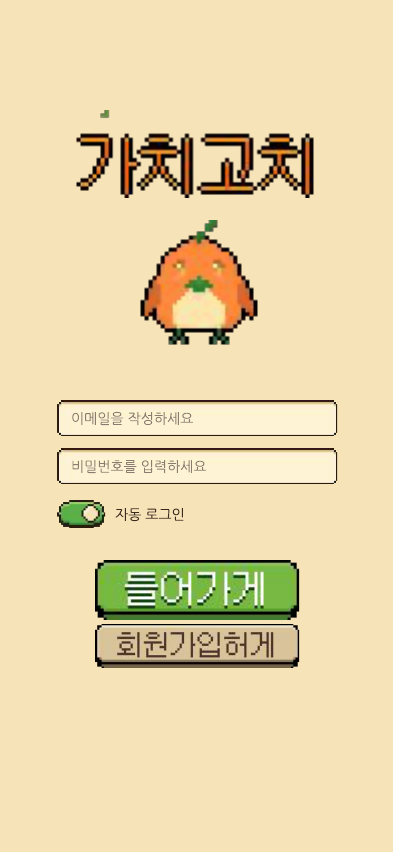 가치고치
이메일을 작성하세요
비밀번호를 입력하세요
자동 로그인
들어가게
회원가입허게